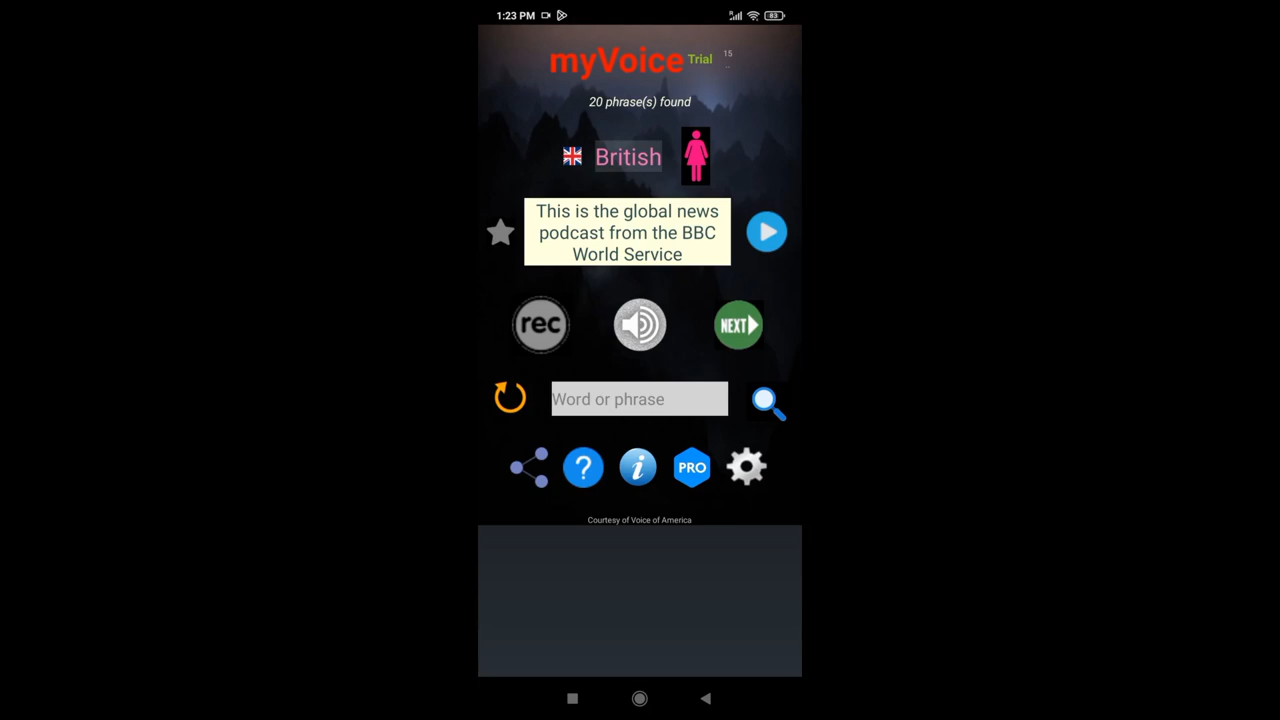 1:23 PM R 83
myVoice Trial 15
20 phrase(s) found
British
This is the global news
podcast from the BBC
World Service
rec NEXT
Word or phrase
? i PRO
Courtesy of Voice of America